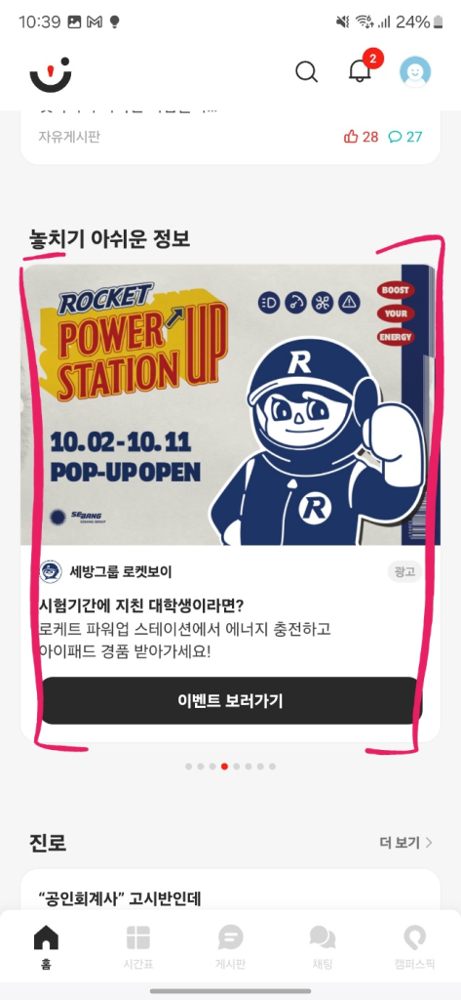 10:39
24%
2
자유게시판
28
27
놓치기 아쉬운 정보
ROCKET
POWER UP
STATION
BOOST
YOUR
ENERGY
10.02 - 10.11
POP-UP OPEN
SEBANG
SEBANG GROUP
R
R
세방그룹 로켓보이
광고
시험기간에 지친 대학생이라면?
로케트 파워업 스테이션에서 에너지 충전하고
아이패드 경품 받아가세요!
이벤트 보러가기
진로
더 보기
“공인회계사” 고시반인데
홈
시간표
게시판
채팅
캠퍼스픽